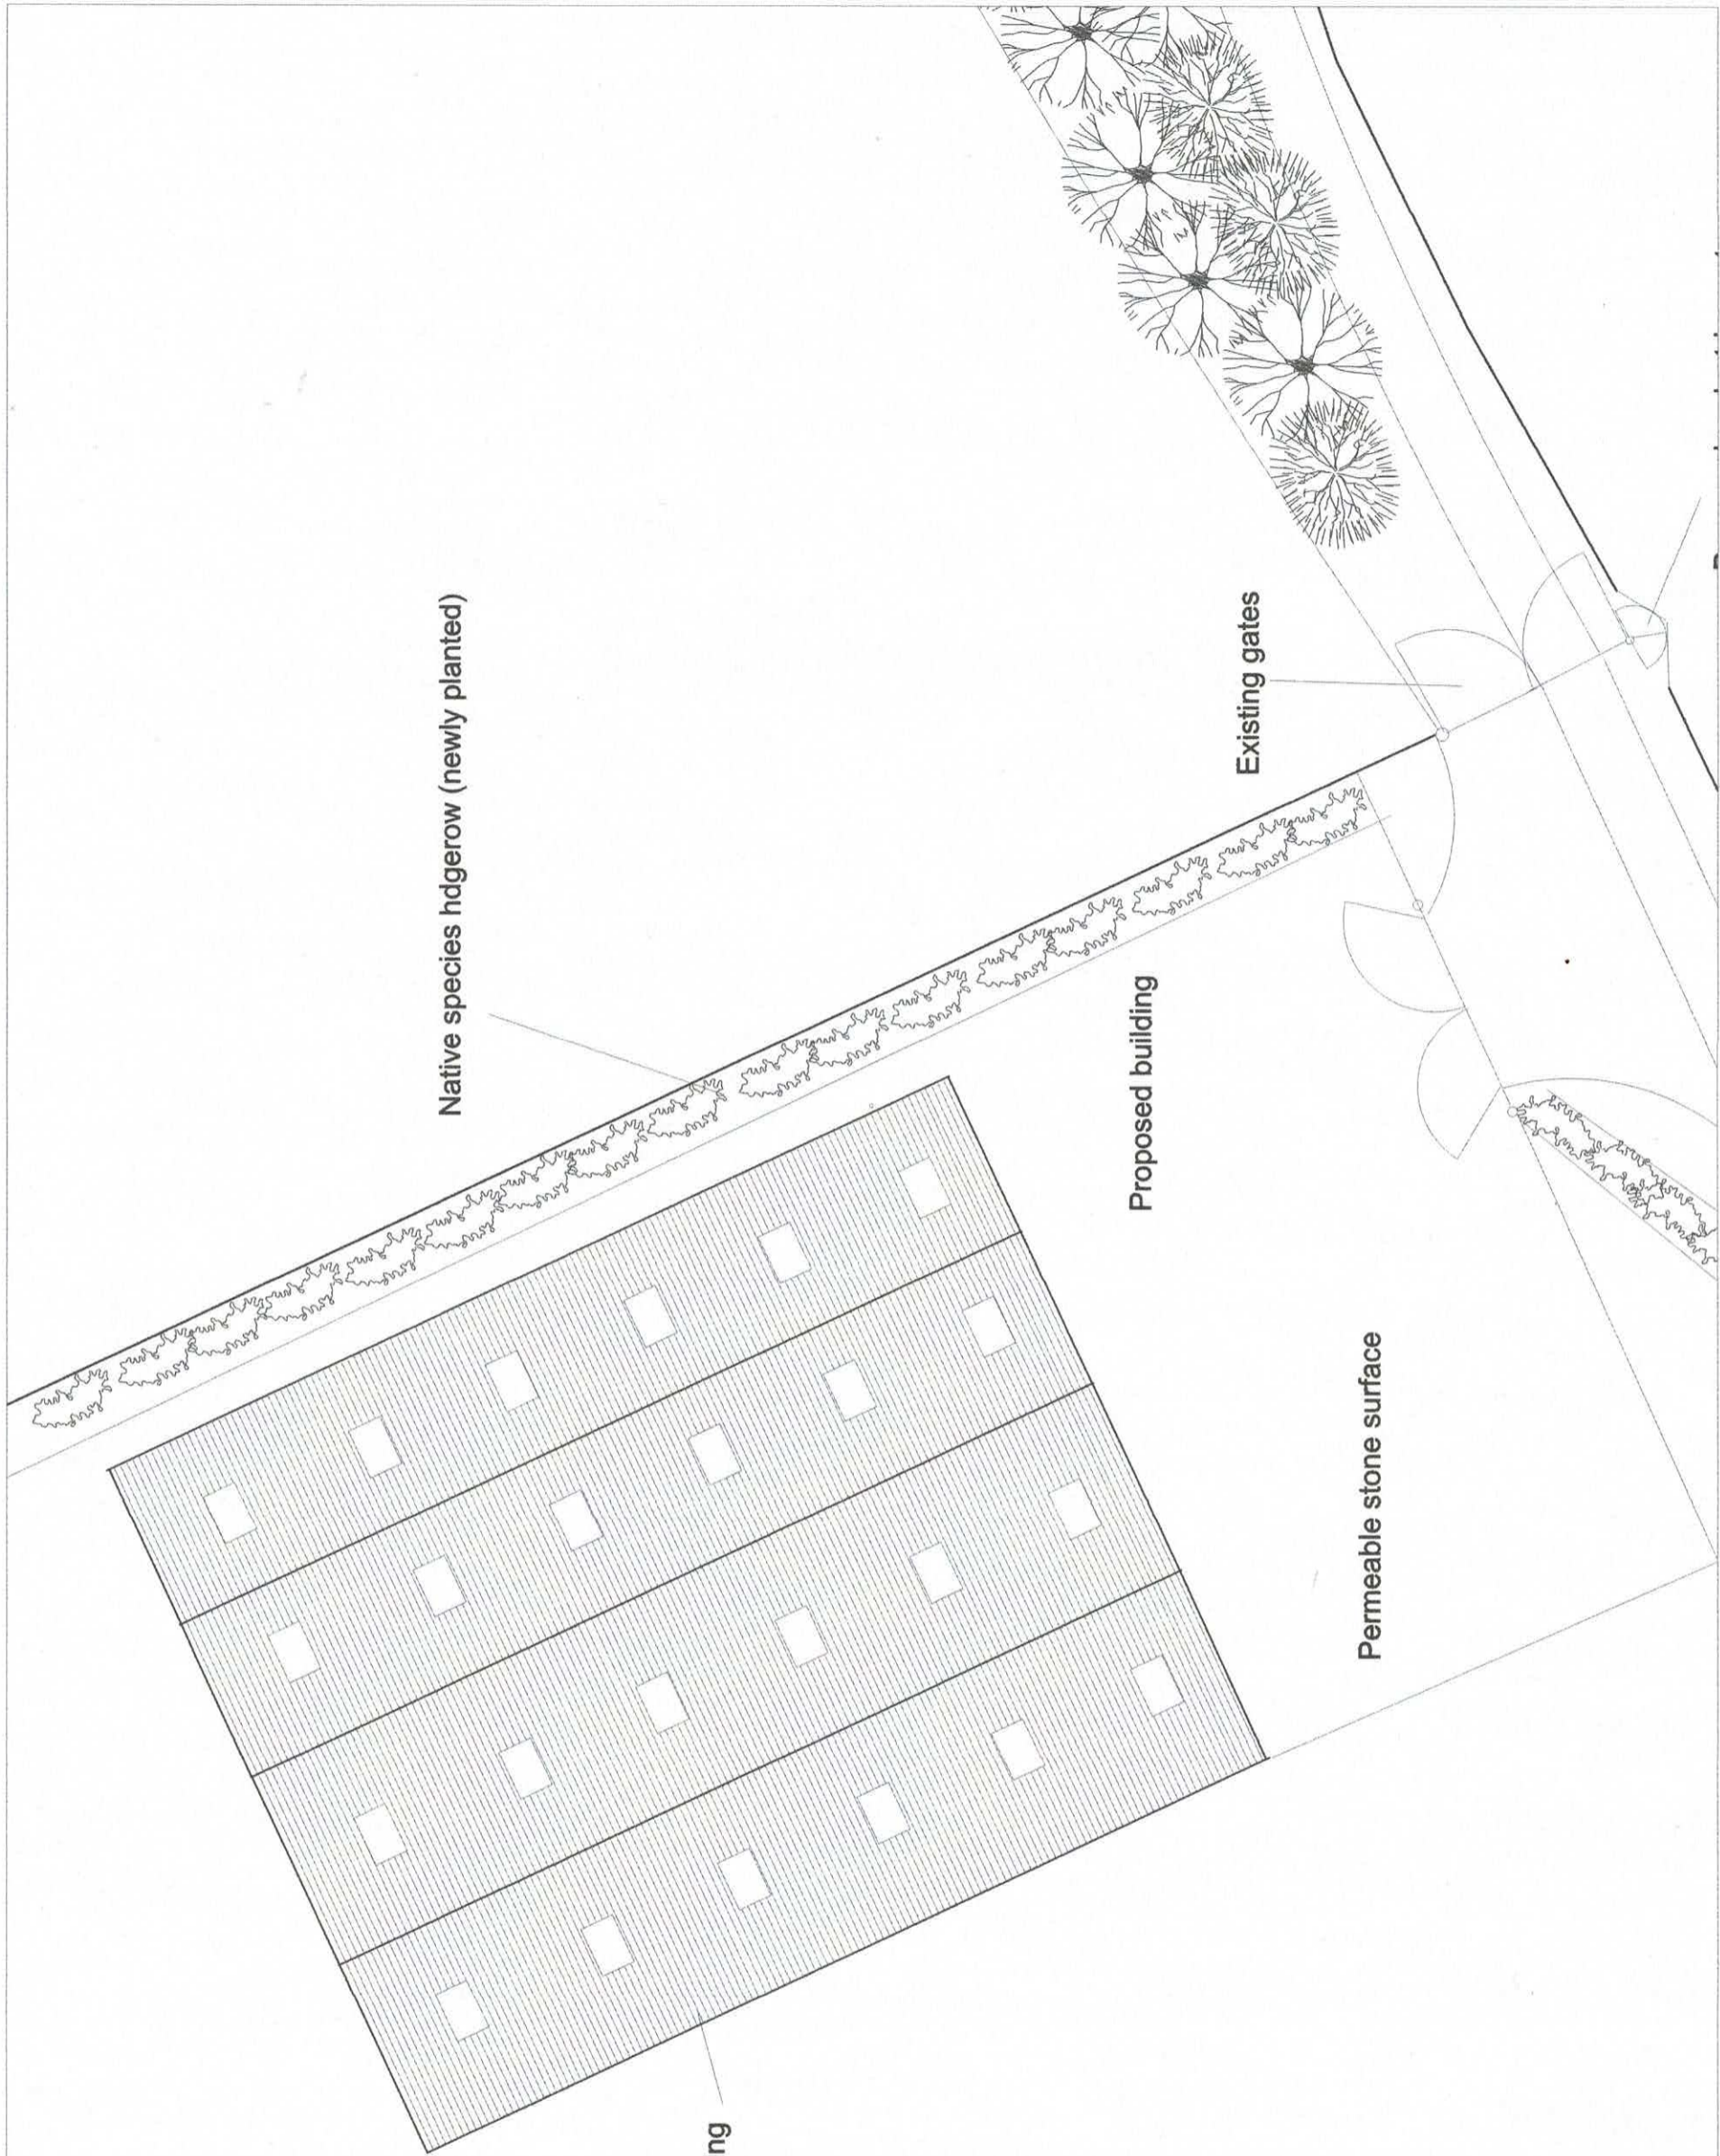 Native species hdgerow (newly planted)
Existing gates
Proposed building
Permeable stone surface
ng